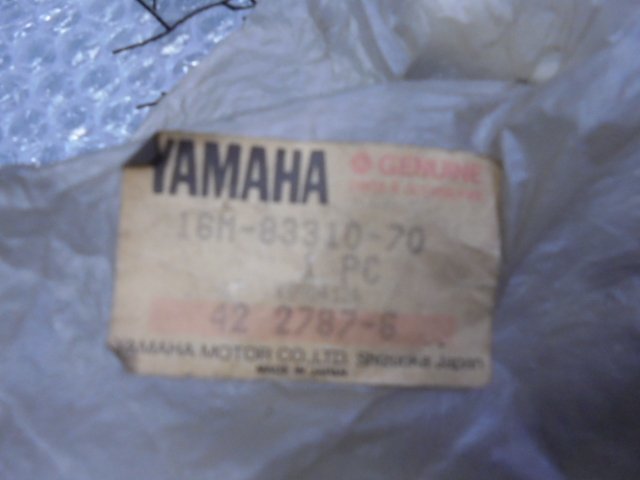 YAMAHA GENUINE
16M-83310-70
1 PC
42 2787-6
YAMAHA MOTOR CO.,LTD. Shizuoka Japan
MADE IN JAPAN